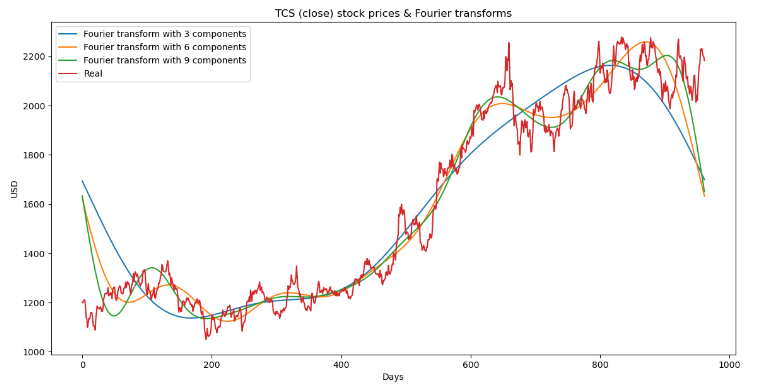 TCS (close) stock prices & Fourier transforms
Fourier transform with 3 components
Fourier transform with 6 components
Fourier transform with 9 components
Real
USD
2200
2000
1800
1600
1400
1200
1000
0 200 400 600 800 1000
Days